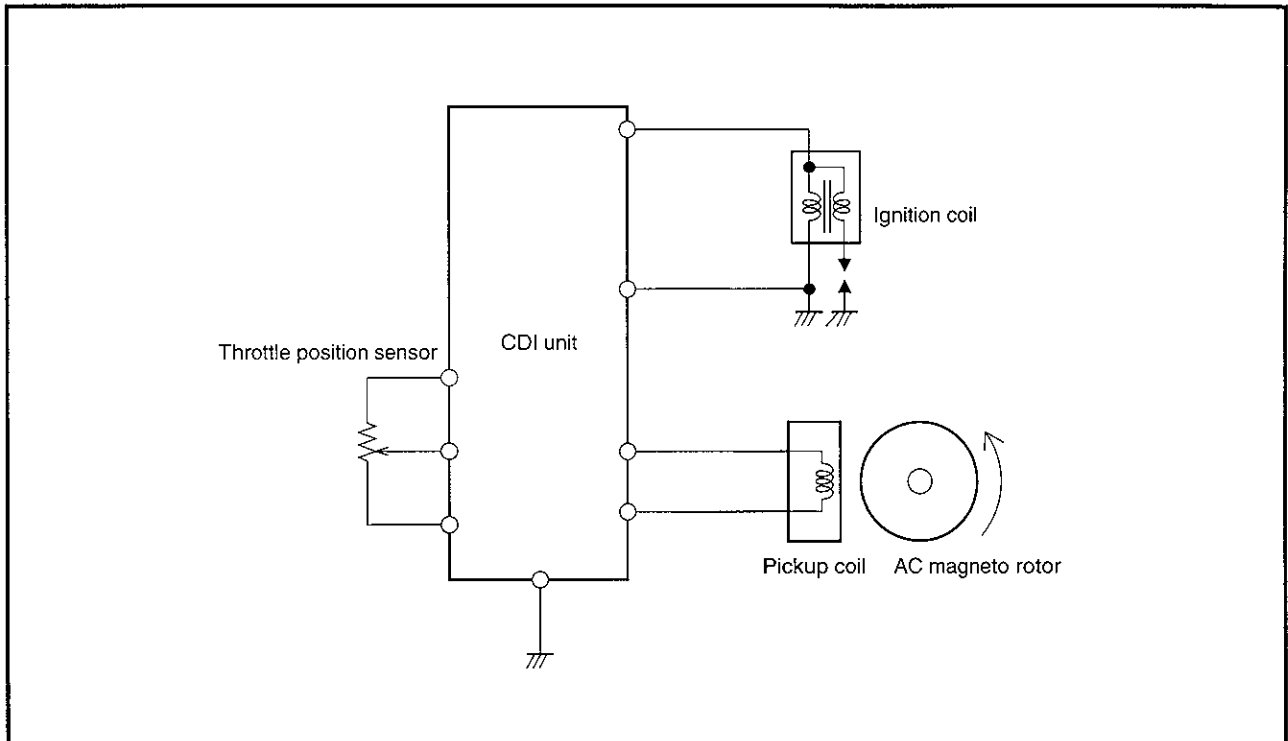 Ignition coil
CDI unit
Throttle position sensor
Pickup coil
AC magneto rotor